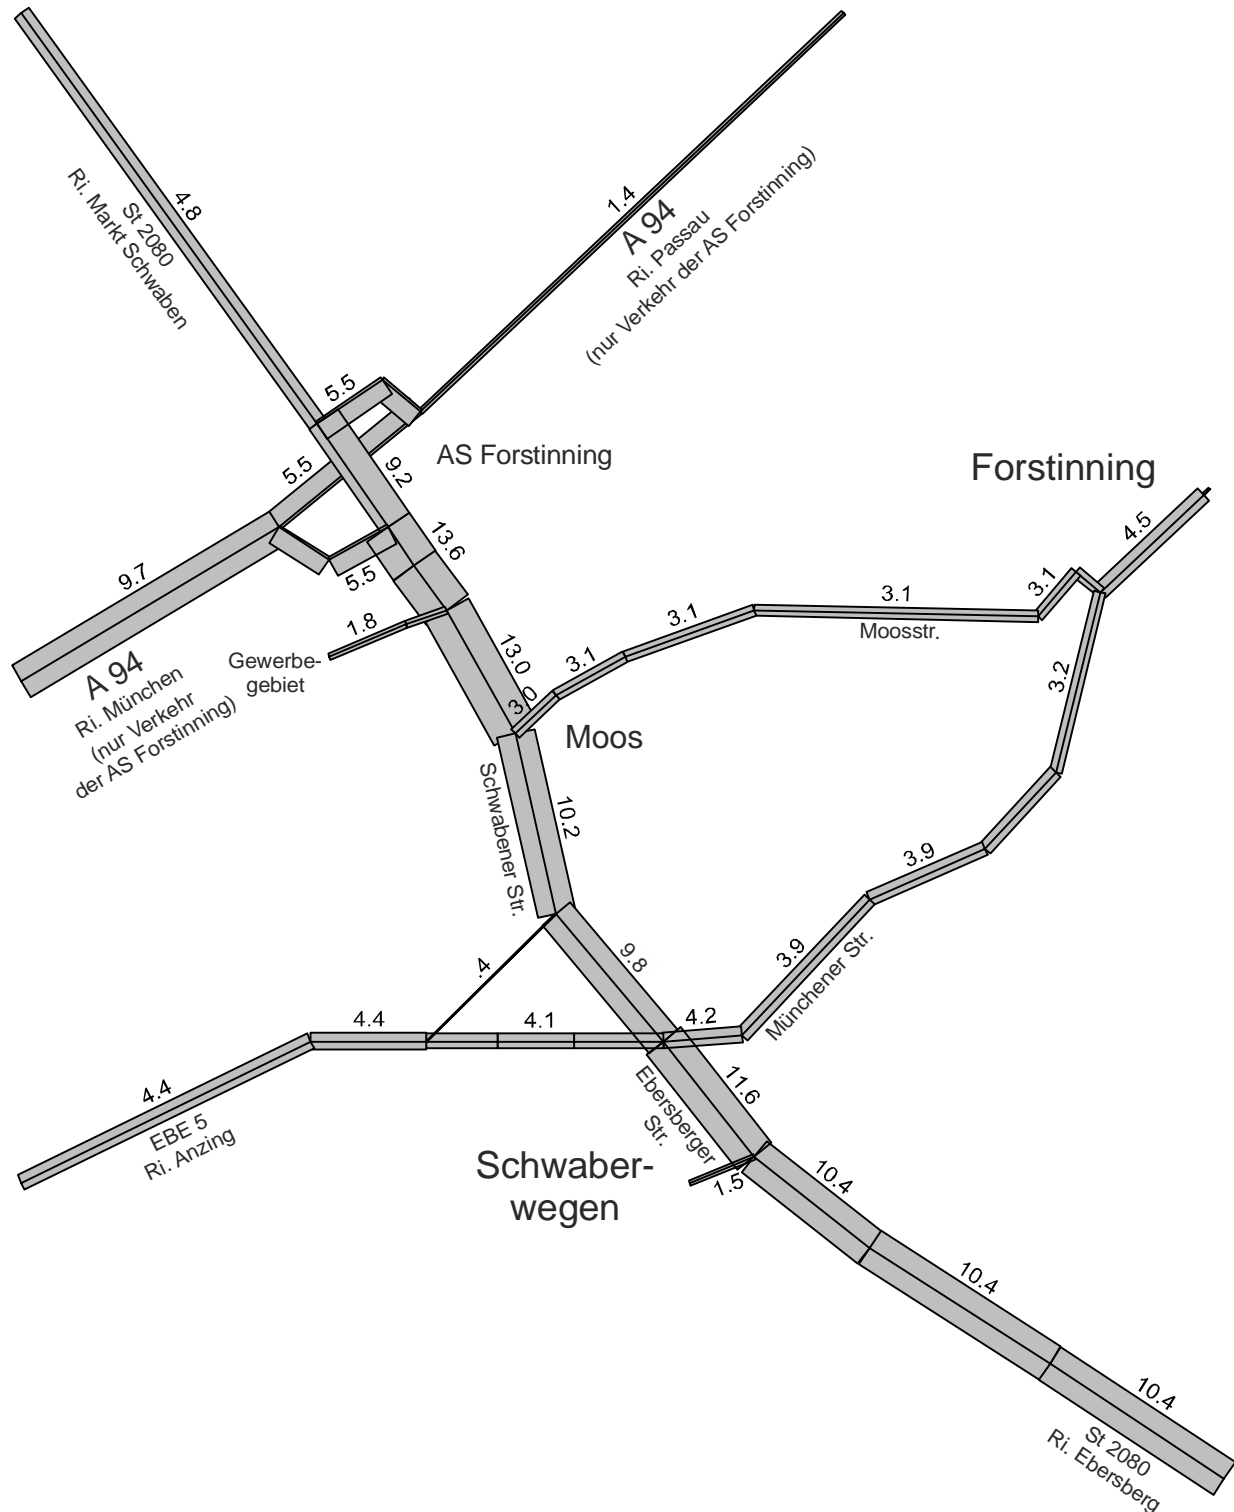 4.8
St 2080
Ri. Markt Schwaben
1.4
A 94
Ri. Passau
(nur Verkehr der AS Forstinning)
5.5
AS Forstinning
9.2
5.5
13.6
5.5
9.7
A 94
Ri. München
(nur Verkehr
der AS Forstinning)
1.8
Gewerbe-
gebiet
13.0
3.0
3.1
3.1
3.1
Moosstr.
3.1
Forstinning
4.5
3.2
Moos
Schwabener Str.
10.2
3.9
3.9
Münchener Str.
9.8
.4
4.4
4.1
4.2
4.4
EBE 5
Ri. Anzing
11.6
Ebersberger
Str.
Schwaber-
wegen
1.5
10.4
10.4
10.4
St 2080
Ri. Ebersberg